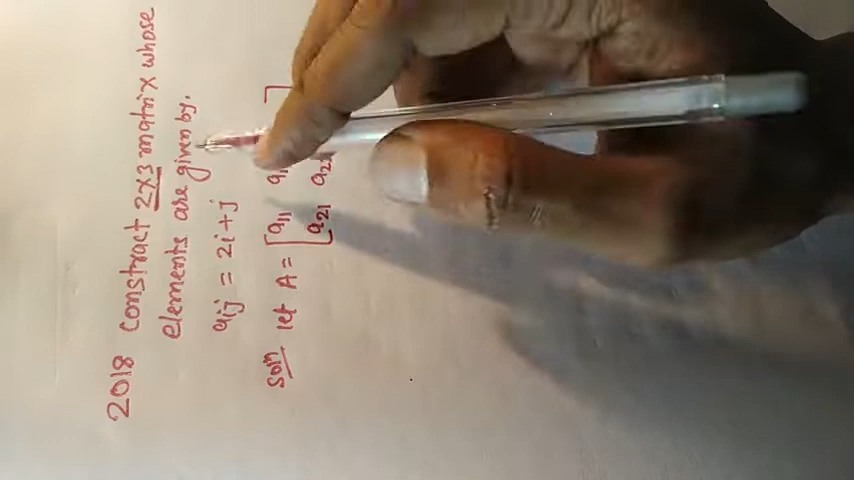 2018 construct 2x3 matrix whose
elements are given by.
aij = 2i+j
soln let A = [a11
a21 a22